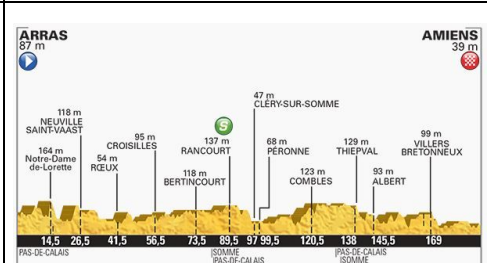 ARRAS
87 m
AMIENS
39 m
118 m
NEUVILLE
SAINT-VAAST
164 m
Notre-Dame
de-Lorette
54 m
RŒUX
95 m
CROISILLES
118 m
BERTINCOURT
S
137 m
RANCOURT
47 m
CLÉRY-SUR-SOMME
68 m
PÉRONNE
123 m
COMBLES
129 m
THIEPVAL
93 m
ALBERT
99 m
VILLERS
BRETONNEUX
14,5 26,5 41,5 56,5 73,5 89,5 97 99,5 120,5 138 145,5 169
PAS-DE-CALAIS
SOMME
PAS-DE-CALAIS
PAS-DE-CALAIS
SOMME